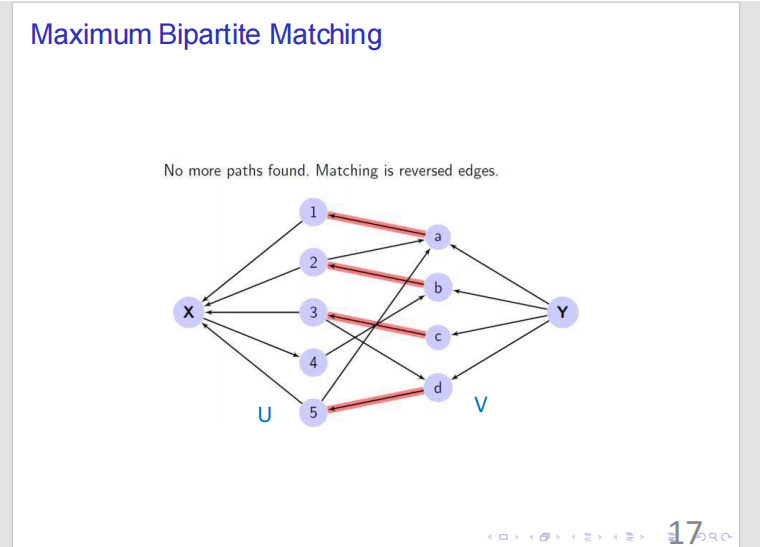 Maximum Bipartite Matching
No more paths found. Matching is reversed edges.
1
a
2
b
X
3
Y
c
4
d
5
U
V
17